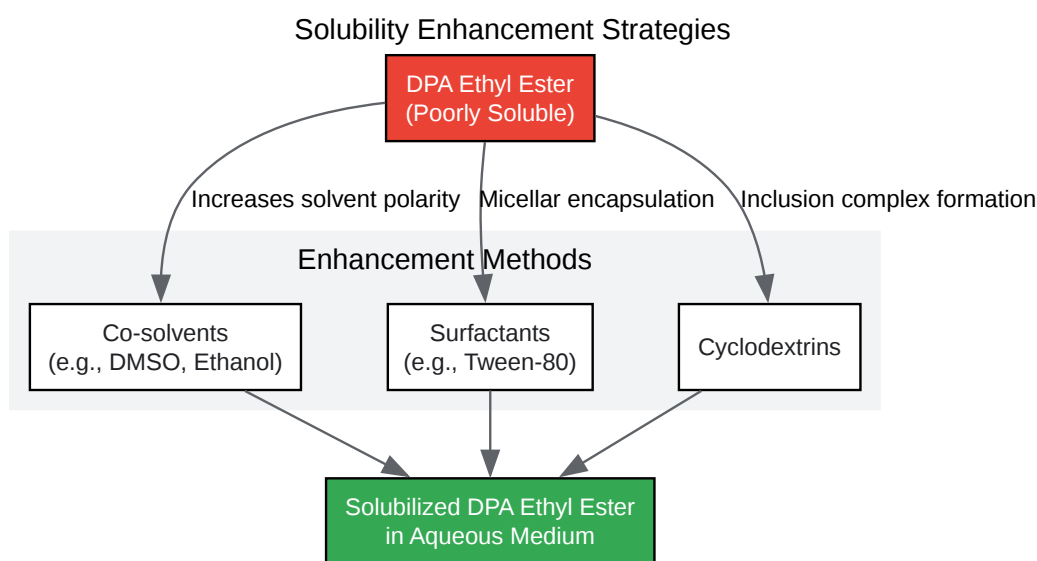 Solubility Enhancement Strategies
DPA Ethyl Ester
(Poorly Soluble)
Increases solvent polarity
Micellar encapsulation
Inclusion complex formation
Enhancement Methods
Co-solvents
(e.g., DMSO, Ethanol)
Surfactants
(e.g., Tween-80)
Cyclodextrins
Solubilized DPA Ethyl Ester
in Aqueous Medium